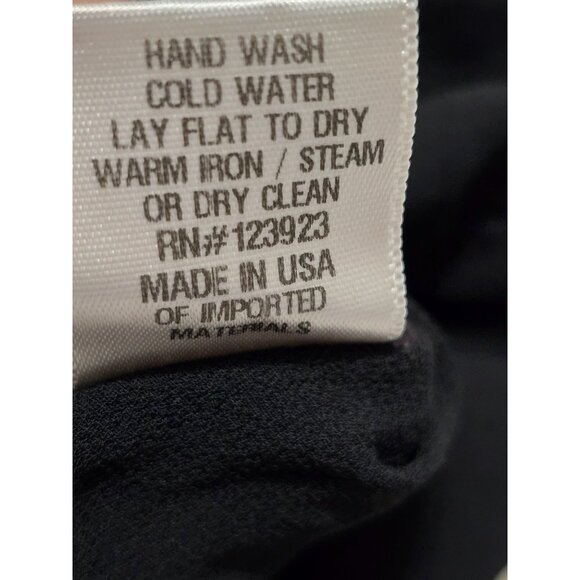 HAND WASH
COLD WATER
LAY FLAT TO DRY
WARM IRON / STEAM
OR DRY CLEAN
RN#123923
MADE IN USA
OF IMPORTED
MATERIALS